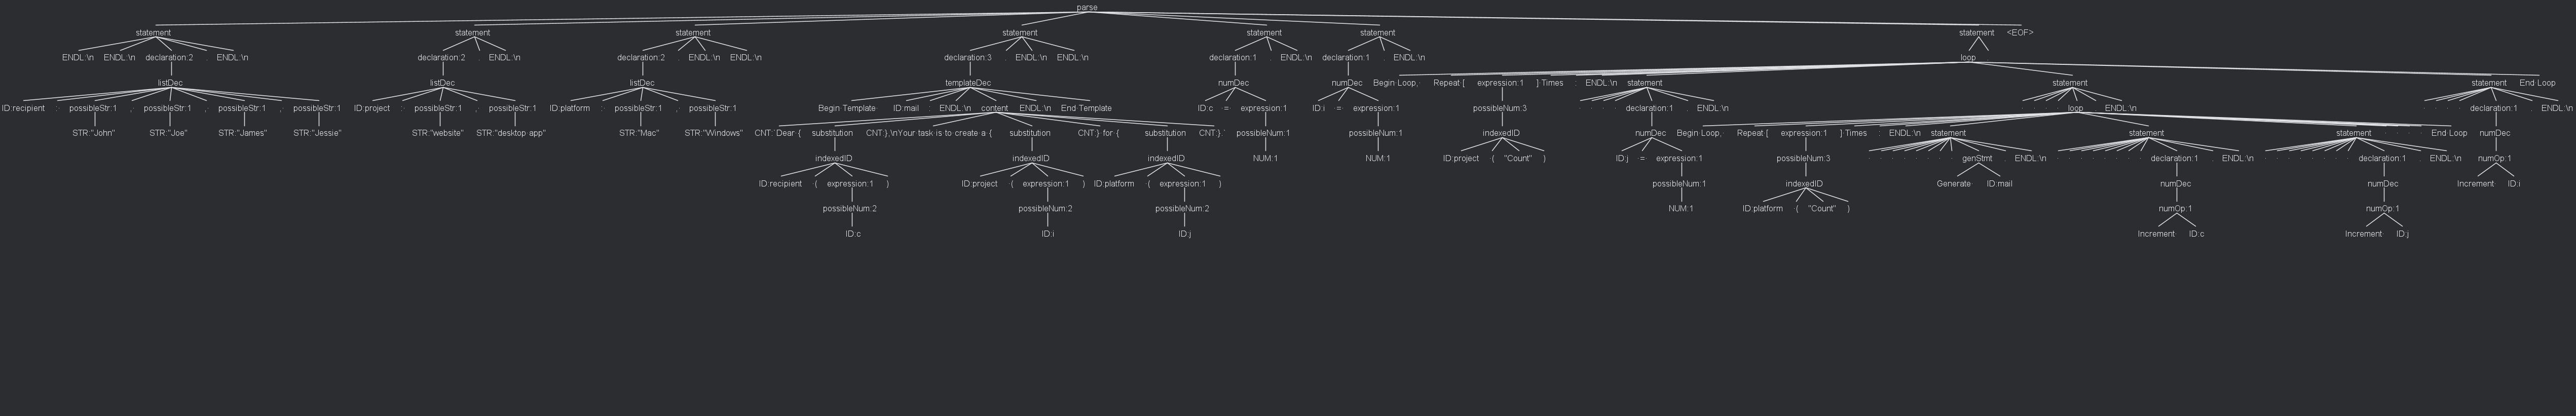 parse
statement statement statement statement statement statement statement <EOF>
ENDL:\n ENDL:\n declaration:2 . ENDL:\n declaration:2 . ENDL:\n declaration:2 . ENDL:\n ENDL:\n declaration:3 . ENDL:\n ENDL:\n declaration:1 . ENDL:\n declaration:1 . ENDL:\n loop
listDec listDec listDec templateDec numDec numDec Begin·Loop,· Repeat·[ expression:1 ]·Times : ENDL:\n statement statement statement End·Loop
ID:recipient : possibleStr:1 , possibleStr:1 , possibleStr:1 , possibleStr:1 ID:project : possibleStr:1 , possibleStr:1 ID:platform : possibleStr:1 , possibleStr:1 Begin·Template· ID:mail : ENDL:\n content ENDL:\n End·Template ID:c ·=· expression:1 ID:i ·=· expression:1 possibleNum:3 · · · · declaration:1 . ENDL:\n · · · · loop ENDL:\n · · · · declaration:1 . ENDL:\n
STR:"John" STR:"Joe" STR:"James" STR:"Jessie" STR:"website" STR:"desktop·app" STR:"Mac" STR:"Windows" CNT:`Dear·{ substitution CNT:},\nYour·task·is·to·create·a·{ substitution CNT:}·for·{ substitution CNT:}.` possibleNum:1 possibleNum:1 indexedID numDec Begin·Loop,· Repeat·[ expression:1 ]·Times : ENDL:\n statement statement statement · · · · End·Loop numDec
indexedID indexedID indexedID NUM:1 NUM:1 ID:project ·{ "Count" } ID:j ·=· expression:1 possibleNum:3 · · · · · · · · genStmt . ENDL:\n · · · · · · · · declaration:1 . ENDL:\n · · · · · · · · declaration:1 . ENDL:\n numOp:1
ID:recipient ·{ expression:1 } ID:project ·{ expression:1 } ID:platform ·{ expression:1 } possibleNum:1 indexedID Generate· ID:mail numDec numDec Increment· ID:i
possibleNum:2 possibleNum:2 possibleNum:2 NUM:1 ID:platform ·{ "Count" } numOp:1 numOp:1
ID:c ID:i ID:j Increment· ID:c Increment· ID:j